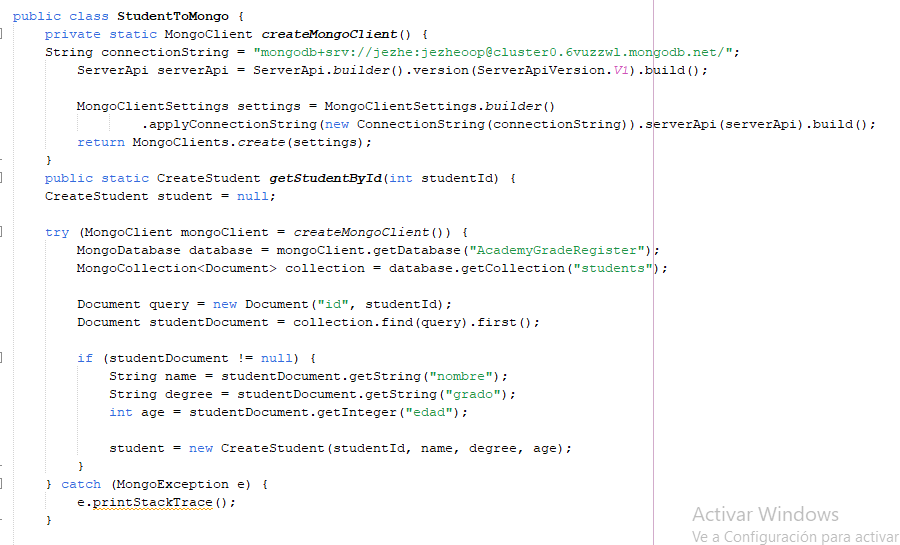 public class StudentToMongo {
private static MongoClient createMongoClient() {
String connectionString = "mongodb+srv://jezhe:jezheoop@cluster0.6vuzzwl.mongodb.net/";
ServerApi serverApi = ServerApi.builder().version(ServerApiVersion.V1).build();
MongoClientSettings settings = MongoClientSettings.builder()
.applyConnectionString(new ConnectionString(connectionString)).serverApi(serverApi).build();
return MongoClients.create(settings);
}
public static CreateStudent getStudentById(int studentId) {
CreateStudent student = null;
try (MongoClient mongoClient = createMongoClient()) {
MongoDatabase database = mongoClient.getDatabase("AcademyGradeRegister");
MongoCollection<Document> collection = database.getCollection("students");
Document query = new Document("id", studentId);
Document studentDocument = collection.find(query).first();
if (studentDocument != null) {
String name = studentDocument.getString("nombre");
String degree = studentDocument.getString("grado");
int age = studentDocument.getInteger("edad");
student = new CreateStudent(studentId, name, degree, age);
}
} catch (MongoException e) {
e.printStackTrace();
}
Activar Windows
Ve a Configuración para activar